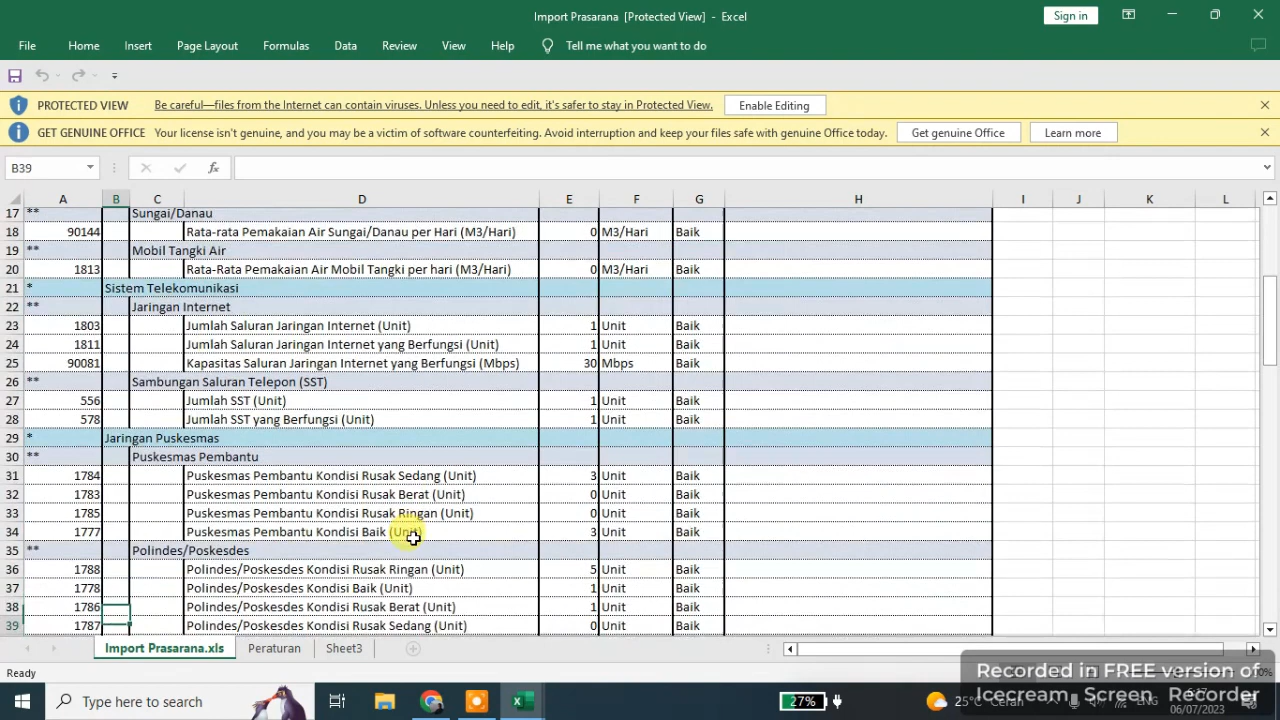 Import Prasarana [Protected View] - Excel
Sign in
File Home Insert Page Layout Formulas Data Review View Help Tell me what you want to do
PROTECTED VIEW Be careful—files from the Internet can contain viruses. Unless you need to edit, it's safer to stay in Protected View. Enable Editing
GET GENUINE OFFICE Your license isn't genuine, and you may be a victim of software counterfeiting. Avoid interruption and keep your files safe with genuine Office today. Get genuine Office Learn more
B39 fx
A B C D E F G H I J K L
17 ** Sungai/Danau
18 90144 Rata-rata Pemakaian Air Sungai/Danau per Hari (M3/Hari) 0 M3/Hari Baik
19 ** Mobil Tangki Air
20 1813 Rata-Rata Pemakaian Air Mobil Tangki per hari (M3/Hari) 0 M3/Hari Baik
21 * Sistem Telekomunikasi
22 ** Jaringan Internet
23 1803 Jumlah Saluran Jaringan Internet (Unit) 1 Unit Baik
24 1811 Jumlah Saluran Jaringan Internet yang Berfungsi (Unit) 1 Unit Baik
25 90081 Kapasitas Saluran Jaringan Internet yang Berfungsi (Mbps) 30 Mbps Baik
26 ** Sambungan Saluran Telepon (SST)
27 556 Jumlah SST (Unit) 1 Unit Baik
28 578 Jumlah SST yang Berfungsi (Unit) 1 Unit Baik
29 * Jaringan Puskesmas
30 ** Puskesmas Pembantu
31 1784 Puskesmas Pembantu Kondisi Rusak Sedang (Unit) 3 Unit Baik
32 1783 Puskesmas Pembantu Kondisi Rusak Berat (Unit) 0 Unit Baik
33 1785 Puskesmas Pembantu Kondisi Rusak Ringan (Unit) 0 Unit Baik
34 1777 Puskesmas Pembantu Kondisi Baik (Unit) 3 Unit Baik
35 ** Polindes/Poskesdes
36 1788 Polindes/Poskesdes Kondisi Rusak Ringan (Unit) 5 Unit Baik
37 1778 Polindes/Poskesdes Kondisi Baik (Unit) 1 Unit Baik
38 1786 Polindes/Poskesdes Kondisi Rusak Berat (Unit) 1 Unit Baik
39 1787 Polindes/Poskesdes Kondisi Rusak Sedang (Unit) 0 Unit Baik
Import Prasarana.xls Peraturan Sheet3
Ready
Recorded in FREE version of
Icecream Screen Recorder
Type here to search 27% 25°C Cerah ENG
06/07/2023